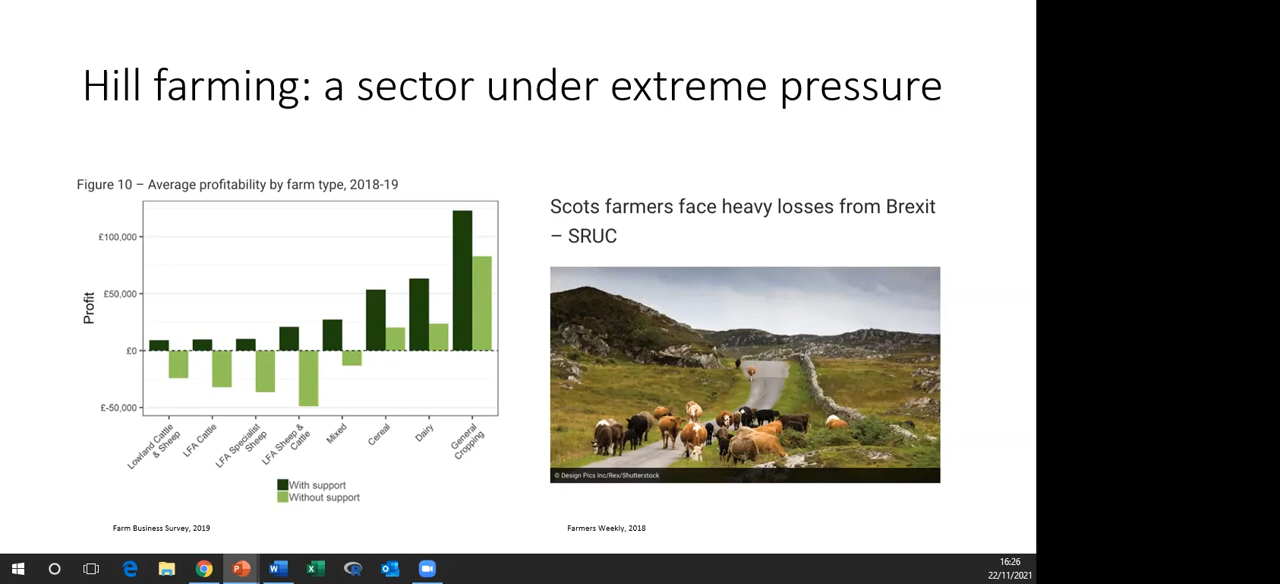 Hill farming: a sector under extreme pressure
Figure 10 – Average profitability by farm type, 2018-19
£100,000
£50,000
£0
£-50,000
Profit
Lowland Cattle
& Sheep
LFA Cattle
LFA Specialist
Sheep
LFA Sheep &
Cattle
Mixed
Cereal
Dairy
General
Cropping
With support
Without support
Farm Business Survey, 2019
Scots farmers face heavy losses from Brexit
– SRUC
© Design Pics Inc/Rex/Shutterstock
Farmers Weekly, 2018
16:26
22/11/2021